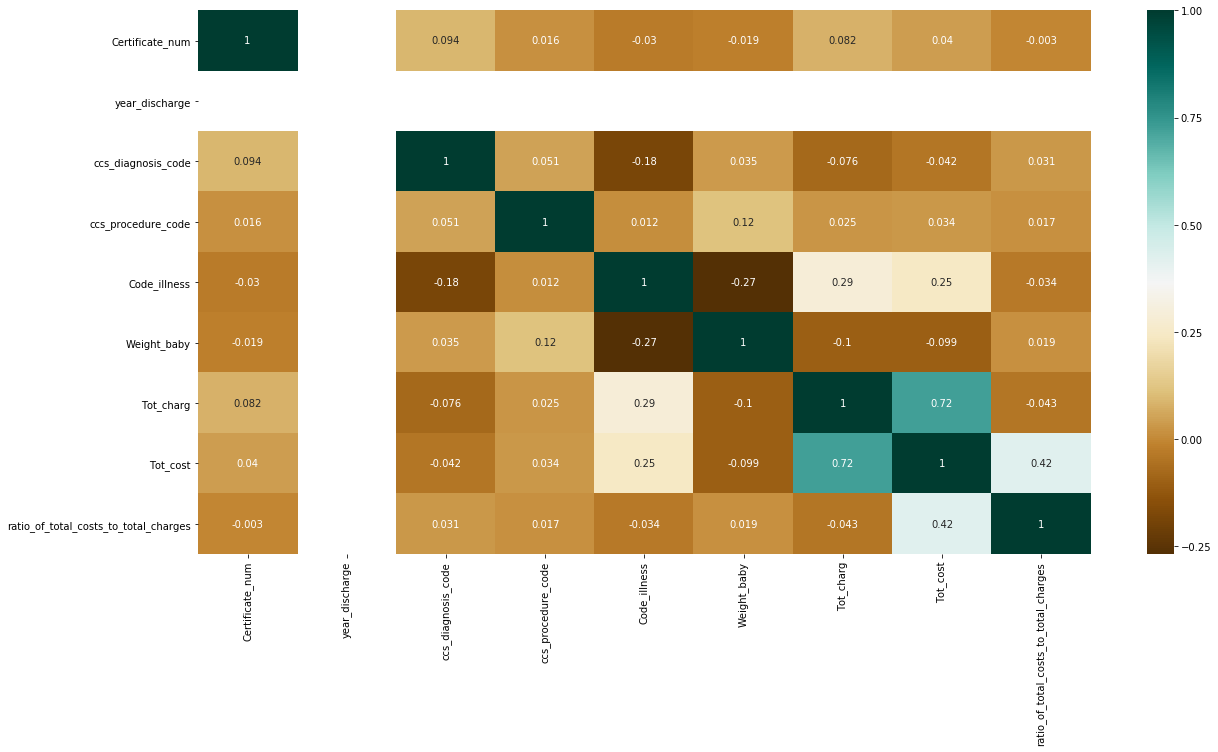 Certificate_num 1 0.094 0.016 -0.03 -0.019 0.082 0.04 -0.003
year_discharge
ccs_diagnosis_code 0.094 1 0.051 -0.18 0.035 -0.076 -0.042 0.031
ccs_procedure_code 0.016 0.051 1 0.012 0.12 0.025 0.034 0.017
Code_illness -0.03 -0.18 0.012 1 -0.27 0.29 0.25 -0.034
Weight_baby -0.019 0.035 0.12 -0.27 1 -0.1 -0.099 0.019
Tot_charg 0.082 -0.076 0.025 0.29 -0.1 1 0.72 -0.043
Tot_cost 0.04 -0.042 0.034 0.25 -0.099 0.72 1 0.42
ratio_of_total_costs_to_total_charges -0.003 0.031 0.017 -0.034 0.019 -0.043 0.42 1
Certificate_num
year_discharge
ccs_diagnosis_code
ccs_procedure_code
Code_illness
Weight_baby
Tot_charg
Tot_cost
ratio_of_total_costs_to_total_charges
1.00
0.75
0.50
0.25
0.00
−0.25